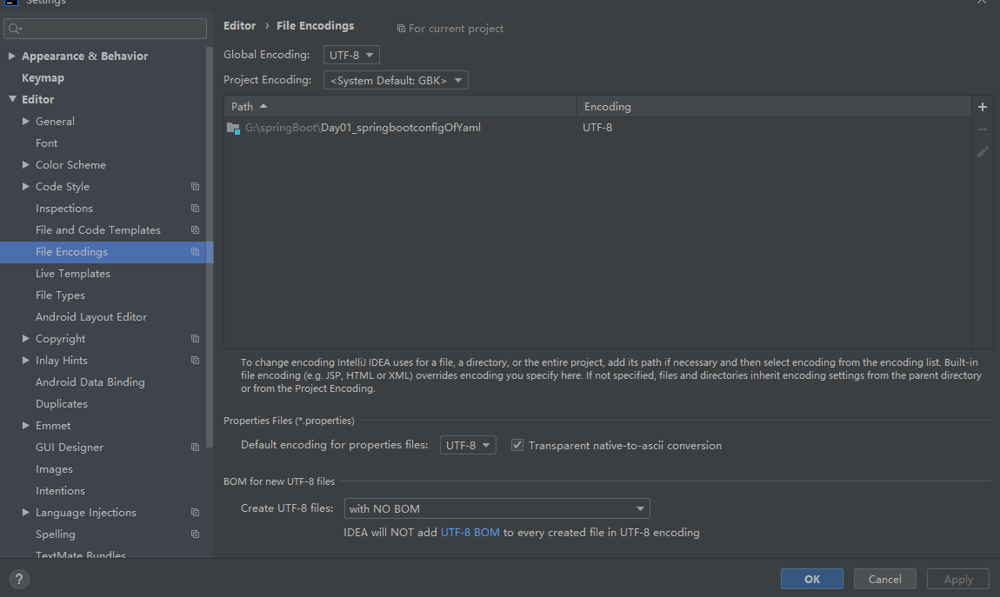 Settings
Editor › File Encodings
For current project
Appearance & Behavior
Keymap
Editor
General
Font
Color Scheme
Code Style
Inspections
File and Code Templates
File Encodings
Live Templates
File Types
Android Layout Editor
Copyright
Inlay Hints
Android Data Binding
Duplicates
Emmet
GUI Designer
Images
Intentions
Language Injections
Spelling
TextMate Bundles
Global Encoding: UTF-8
Project Encoding: <System Default: GBK>
Path Encoding
G:\springBoot\Day01_springbootconfigOfYaml UTF-8
To change encoding IntelliJ IDEA uses for a file, a directory, or the entire project, add its path if necessary and then select encoding from the encoding list. Built-in
file encoding (e.g. JSP, HTML or XML) overrides encoding you specify here. If not specified, files and directories inherit encoding settings from the parent directory
or from the Project Encoding.
Properties Files (*.properties)
Default encoding for properties files: UTF-8 Transparent native-to-ascii conversion
BOM for new UTF-8 files
Create UTF-8 files: with NO BOM
IDEA will NOT add UTF-8 BOM to every created file in UTF-8 encoding
?
OK Cancel Apply